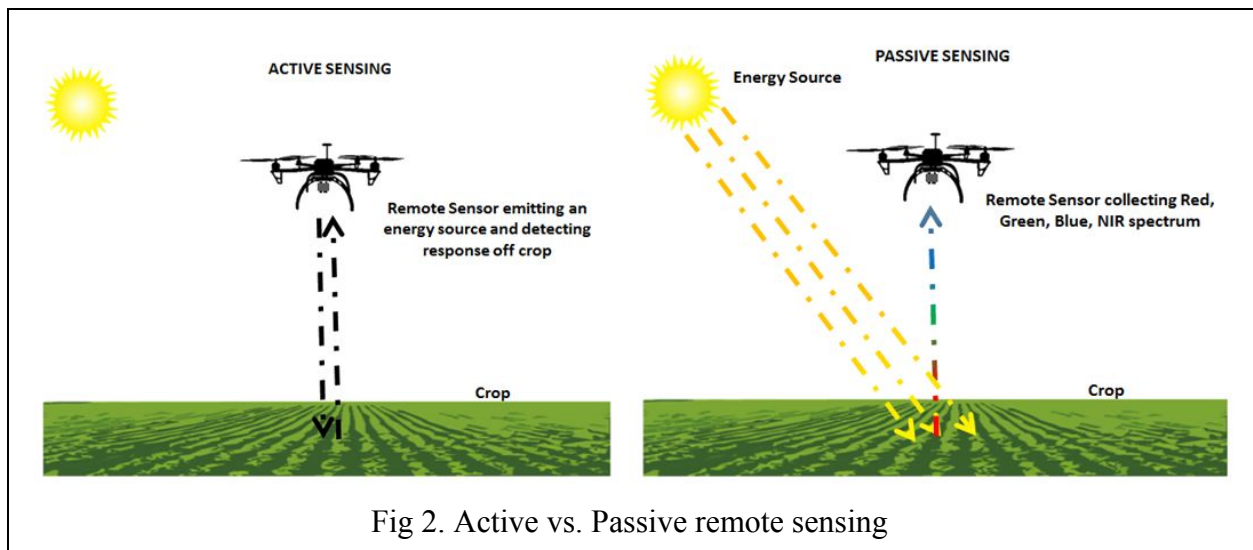 ACTIVE SENSING
Remote Sensor emitting an
energy source and detecting
response off crop
Crop
PASSIVE SENSING
Energy Source
Remote Sensor collecting Red,
Green, Blue, NIR spectrum
Crop
Fig 2. Active vs. Passive remote sensing